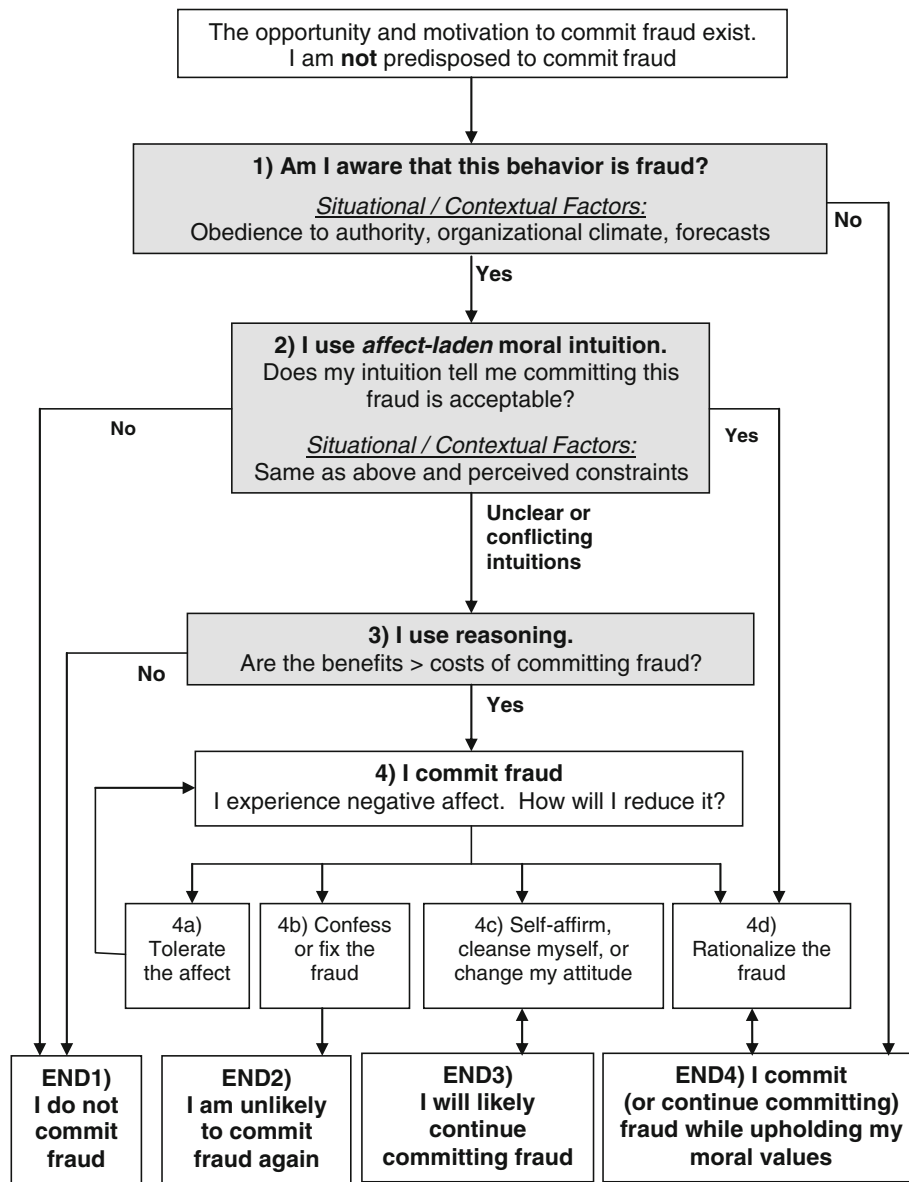 The opportunity and motivation to commit fraud exist.
I am not predisposed to commit fraud
1) Am I aware that this behavior is fraud?
Situational / Contextual Factors:
Obedience to authority, organizational climate, forecasts
No
Yes
2) I use affect-laden moral intuition.
Does my intuition tell me committing this
fraud is acceptable?
Situational / Contextual Factors:
Same as above and perceived constraints
No
Yes
Unclear or
conflicting
intuitions
3) I use reasoning.
Are the benefits > costs of committing fraud?
No
Yes
4) I commit fraud
I experience negative affect. How will I reduce it?
4a)
Tolerate
the affect
4b) Confess
or fix the
fraud
4c) Self-affirm,
cleanse myself, or
change my attitude
4d)
Rationalize the
fraud
END1)
I do not
commit
fraud
END2)
I am unlikely
to commit
fraud again
END3)
I will likely
continue
committing fraud
END4) I commit
(or continue committing)
fraud while upholding my
moral values